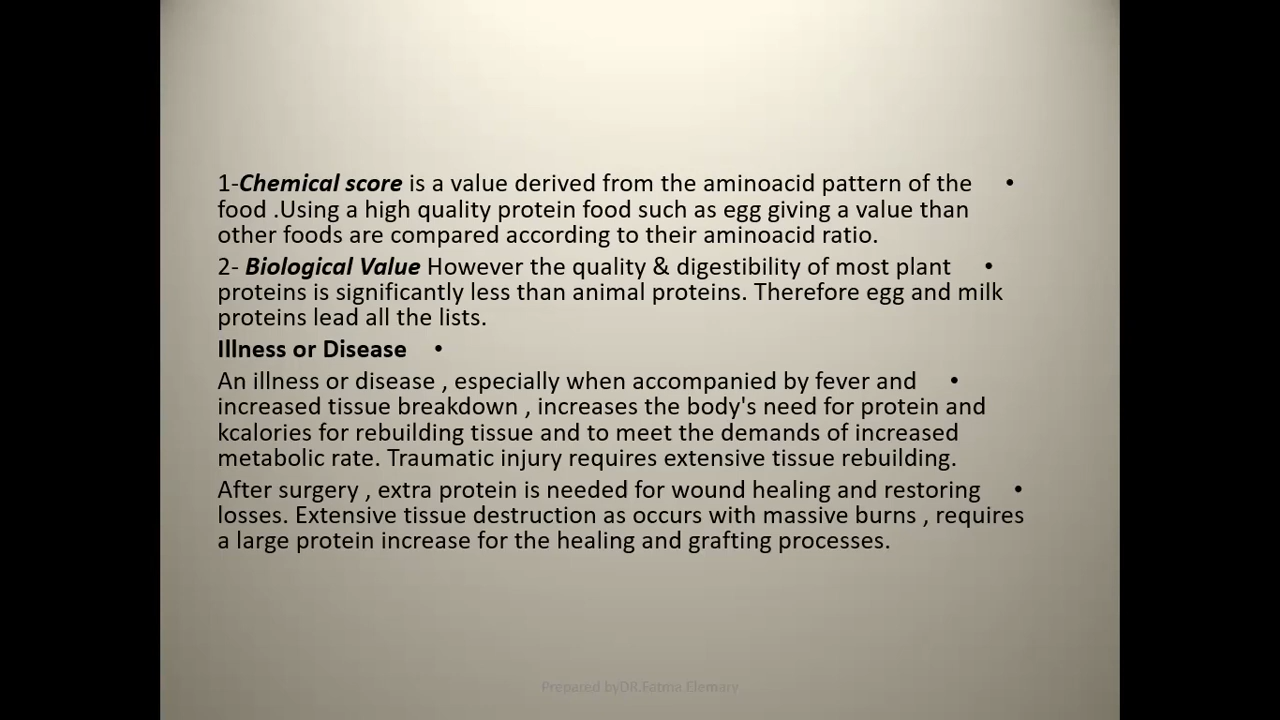 1-Chemical score is a value derived from the aminoacid pattern of the •
food .Using a high quality protein food such as egg giving a value than
other foods are compared according to their aminoacid ratio.
2- Biological Value However the quality & digestibility of most plant •
proteins is significantly less than animal proteins. Therefore egg and milk
proteins lead all the lists.
Illness or Disease •
An illness or disease , especially when accompanied by fever and •
increased tissue breakdown , increases the body's need for protein and
kcalories for rebuilding tissue and to meet the demands of increased
metabolic rate. Traumatic injury requires extensive tissue rebuilding.
After surgery , extra protein is needed for wound healing and restoring •
losses. Extensive tissue destruction as occurs with massive burns , requires
a large protein increase for the healing and grafting processes.
Prepared byDR.Fatma Elemary